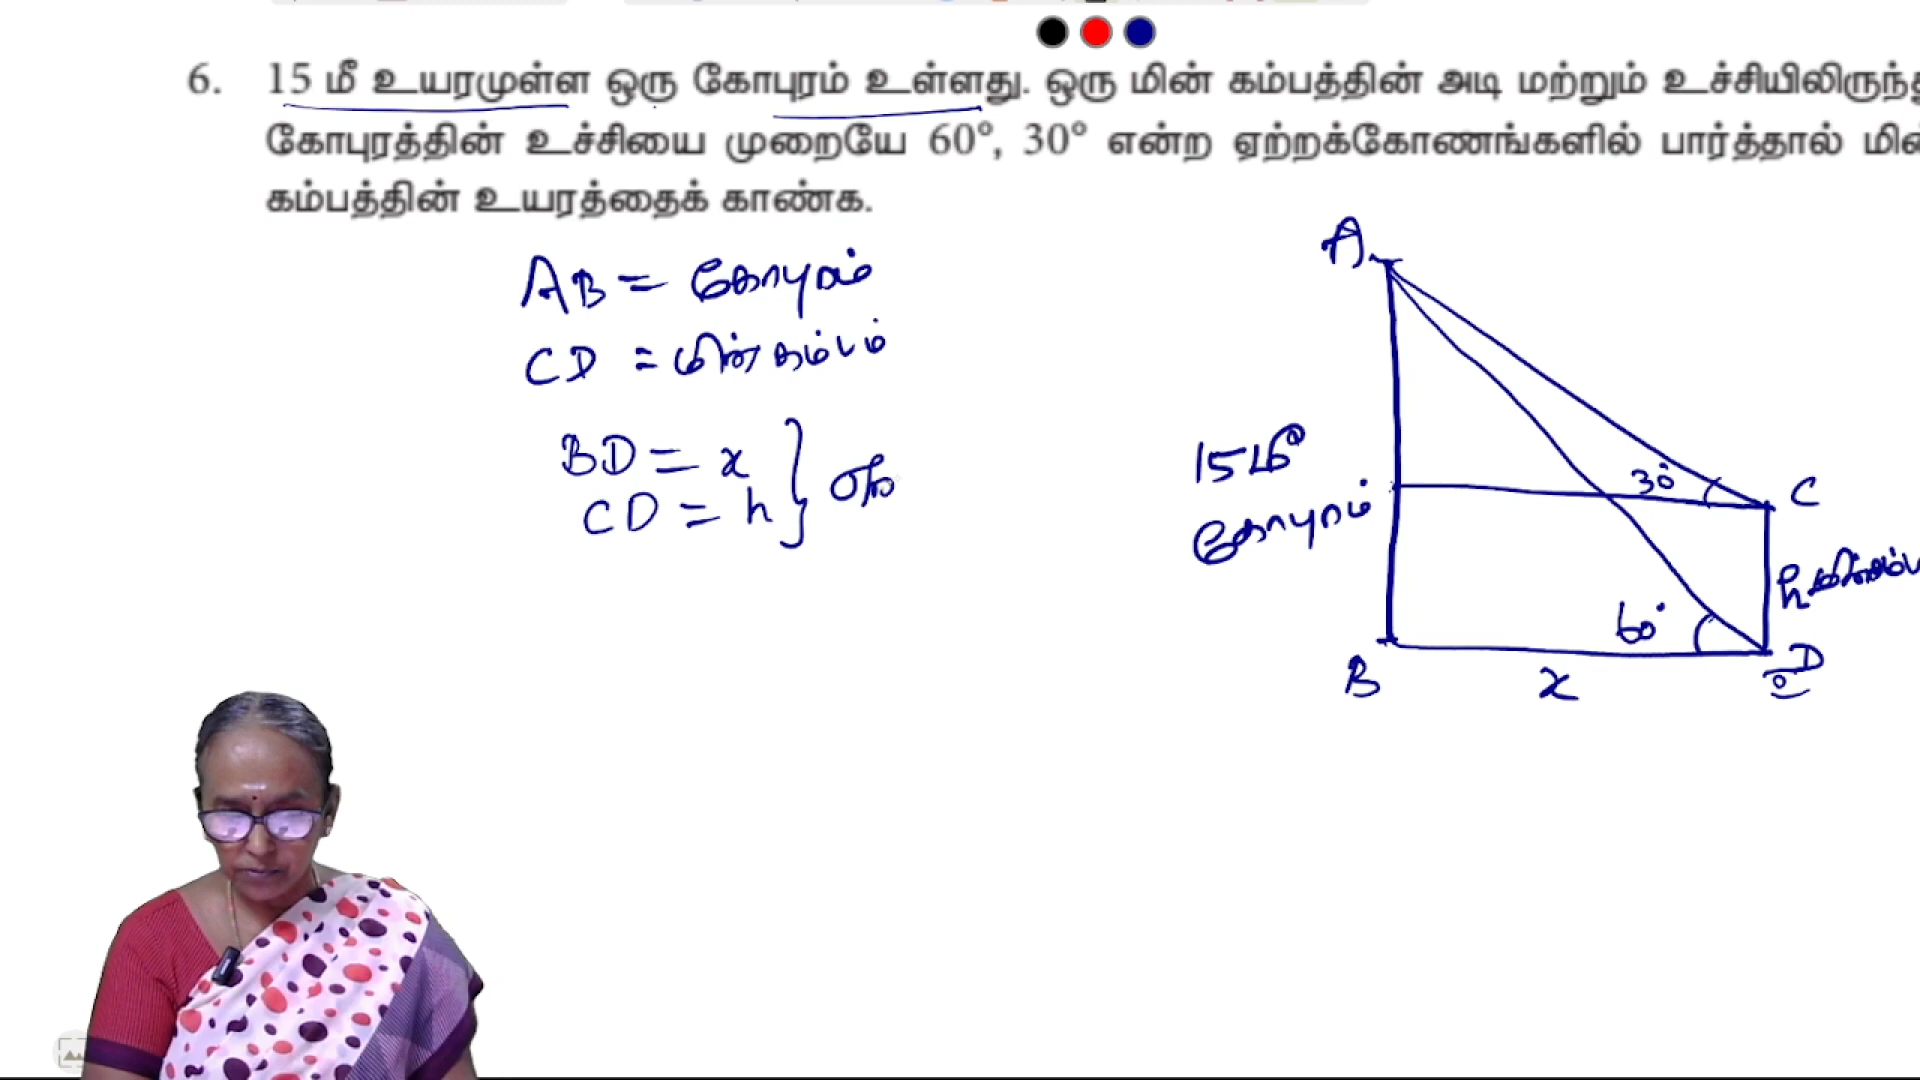 6. 15 மீ உயரமுள்ள ஒரு கோபுரம் உள்ளது. ஒரு மின் கம்பத்தின் அடி மற்றும் உச்சியிலிருந்து
கோபுரத்தின் உச்சியை முறையே 60°, 30° என்ற ஏற்றக்கோணங்களில் பார்த்தால் மின்
கம்பத்தின் உயரத்தைக் காண்க.
AB = கோபுரம்
CD = மின்கம்பம்
BD = x
CD = h
A
15மீ
கோபுரம்
30°
C
h
60°
B
x
D